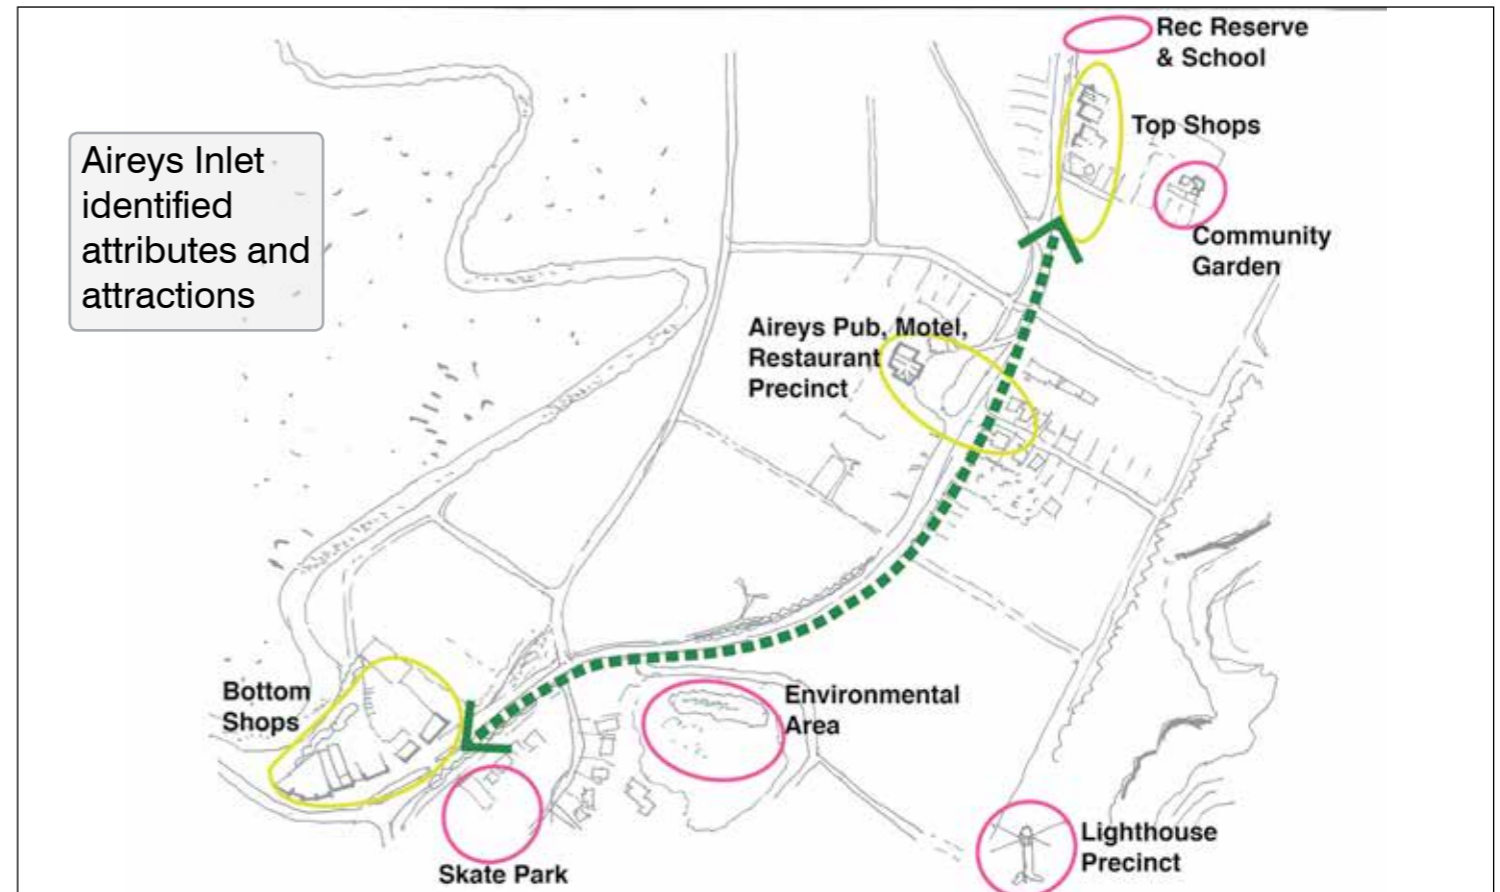 Rec Reserve
& School
Aireys Inlet
identified
attributes and
attractions
Top Shops
Community
Garden
Aireys Pub, Motel,
Restaurant
Precinct
Bottom
Shops
Environmental
Area
Lighthouse
Precinct
Skate Park